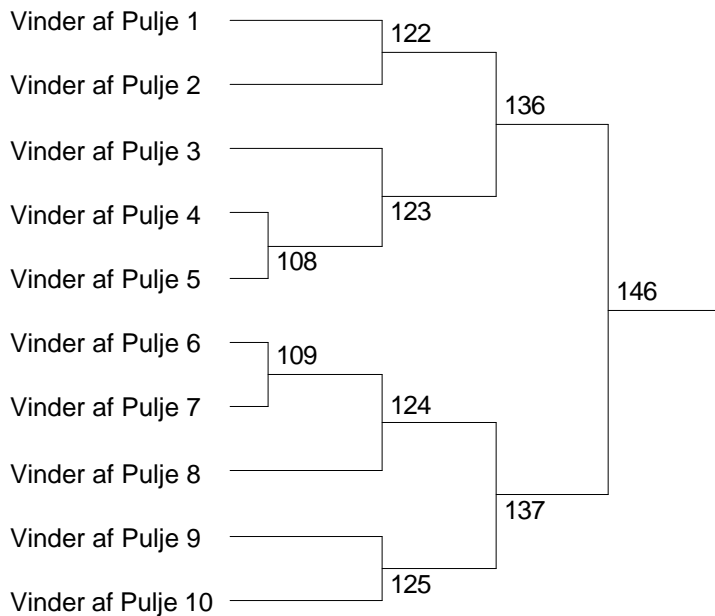 Vinder af Pulje 1
122
Vinder af Pulje 2
136
Vinder af Pulje 3
Vinder af Pulje 4
123
108
Vinder af Pulje 5
146
Vinder af Pulje 6
109
Vinder af Pulje 7
124
Vinder af Pulje 8
137
Vinder af Pulje 9
125
Vinder af Pulje 10